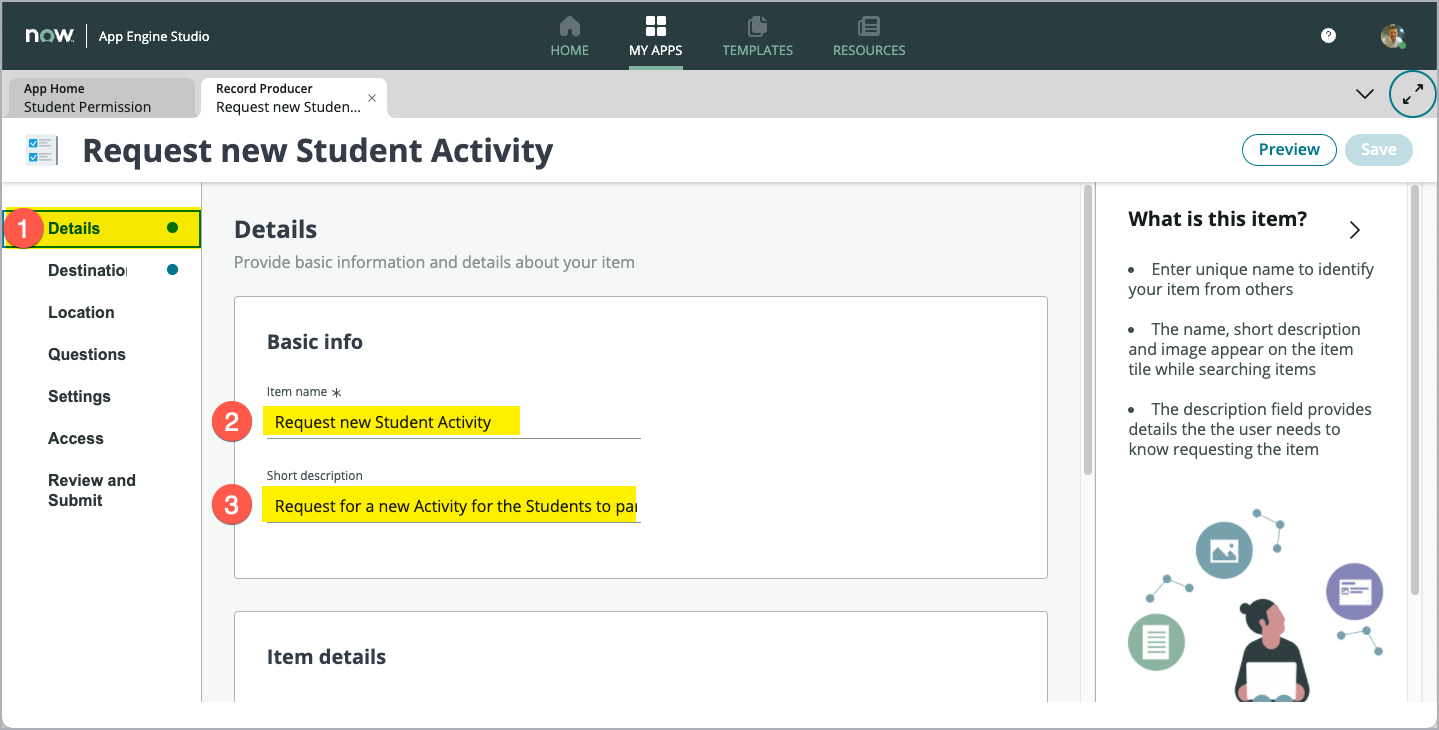 now.
App Engine Studio
HOME
MY APPS
TEMPLATES
RESOURCES
?
App Home
Student Permission
Record Producer
Request new Studen...
Request new Student Activity
Preview
Save
1
Details
Destination
Location
Questions
Settings
Access
Review and
Submit
Details
Provide basic information and details about your item
Basic info
Item name *
2
Request new Student Activity
Short description
3
Request for a new Activity for the Students to par
Item details
What is this item?
• Enter unique name to identify
your item from others
• The name, short description
and image appear on the item
tile while searching items
• The description field provides
details the the user needs to
know requesting the item